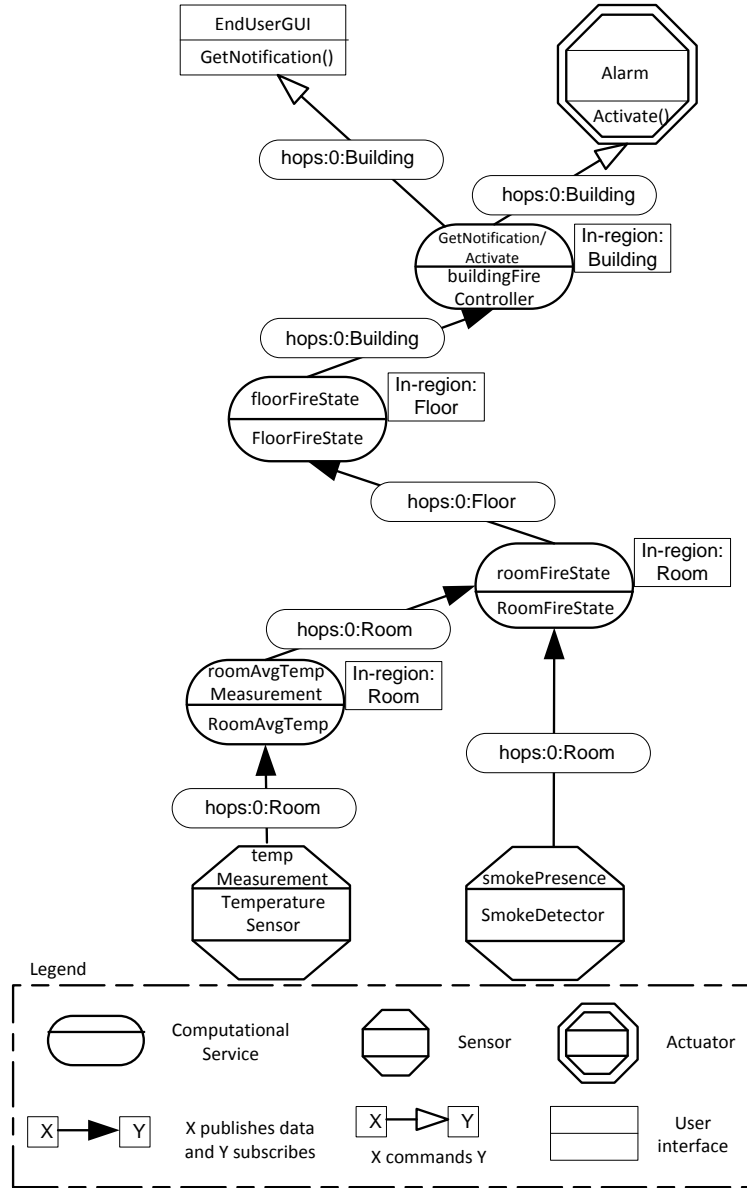 EndUserGUI
GetNotification()
Alarm
Activate()
hops:0:Building
hops:0:Building
GetNotification/
Activate
buildingFire
Controller
In-region:
Building
hops:0:Building
floorFireState
FloorFireState
In-region:
Floor
hops:0:Floor
roomFireState
RoomFireState
In-region:
Room
hops:0:Room
roomAvgTemp
Measurement
RoomAvgTemp
In-region:
Room
hops:0:Room
hops:0:Room
temp
Measurement
Temperature
Sensor
smokePresence
SmokeDetector
Legend
Computational
Service
Sensor
Actuator
X
Y
X publishes data
and Y subscribes
X
Y
X commands Y
User
interface